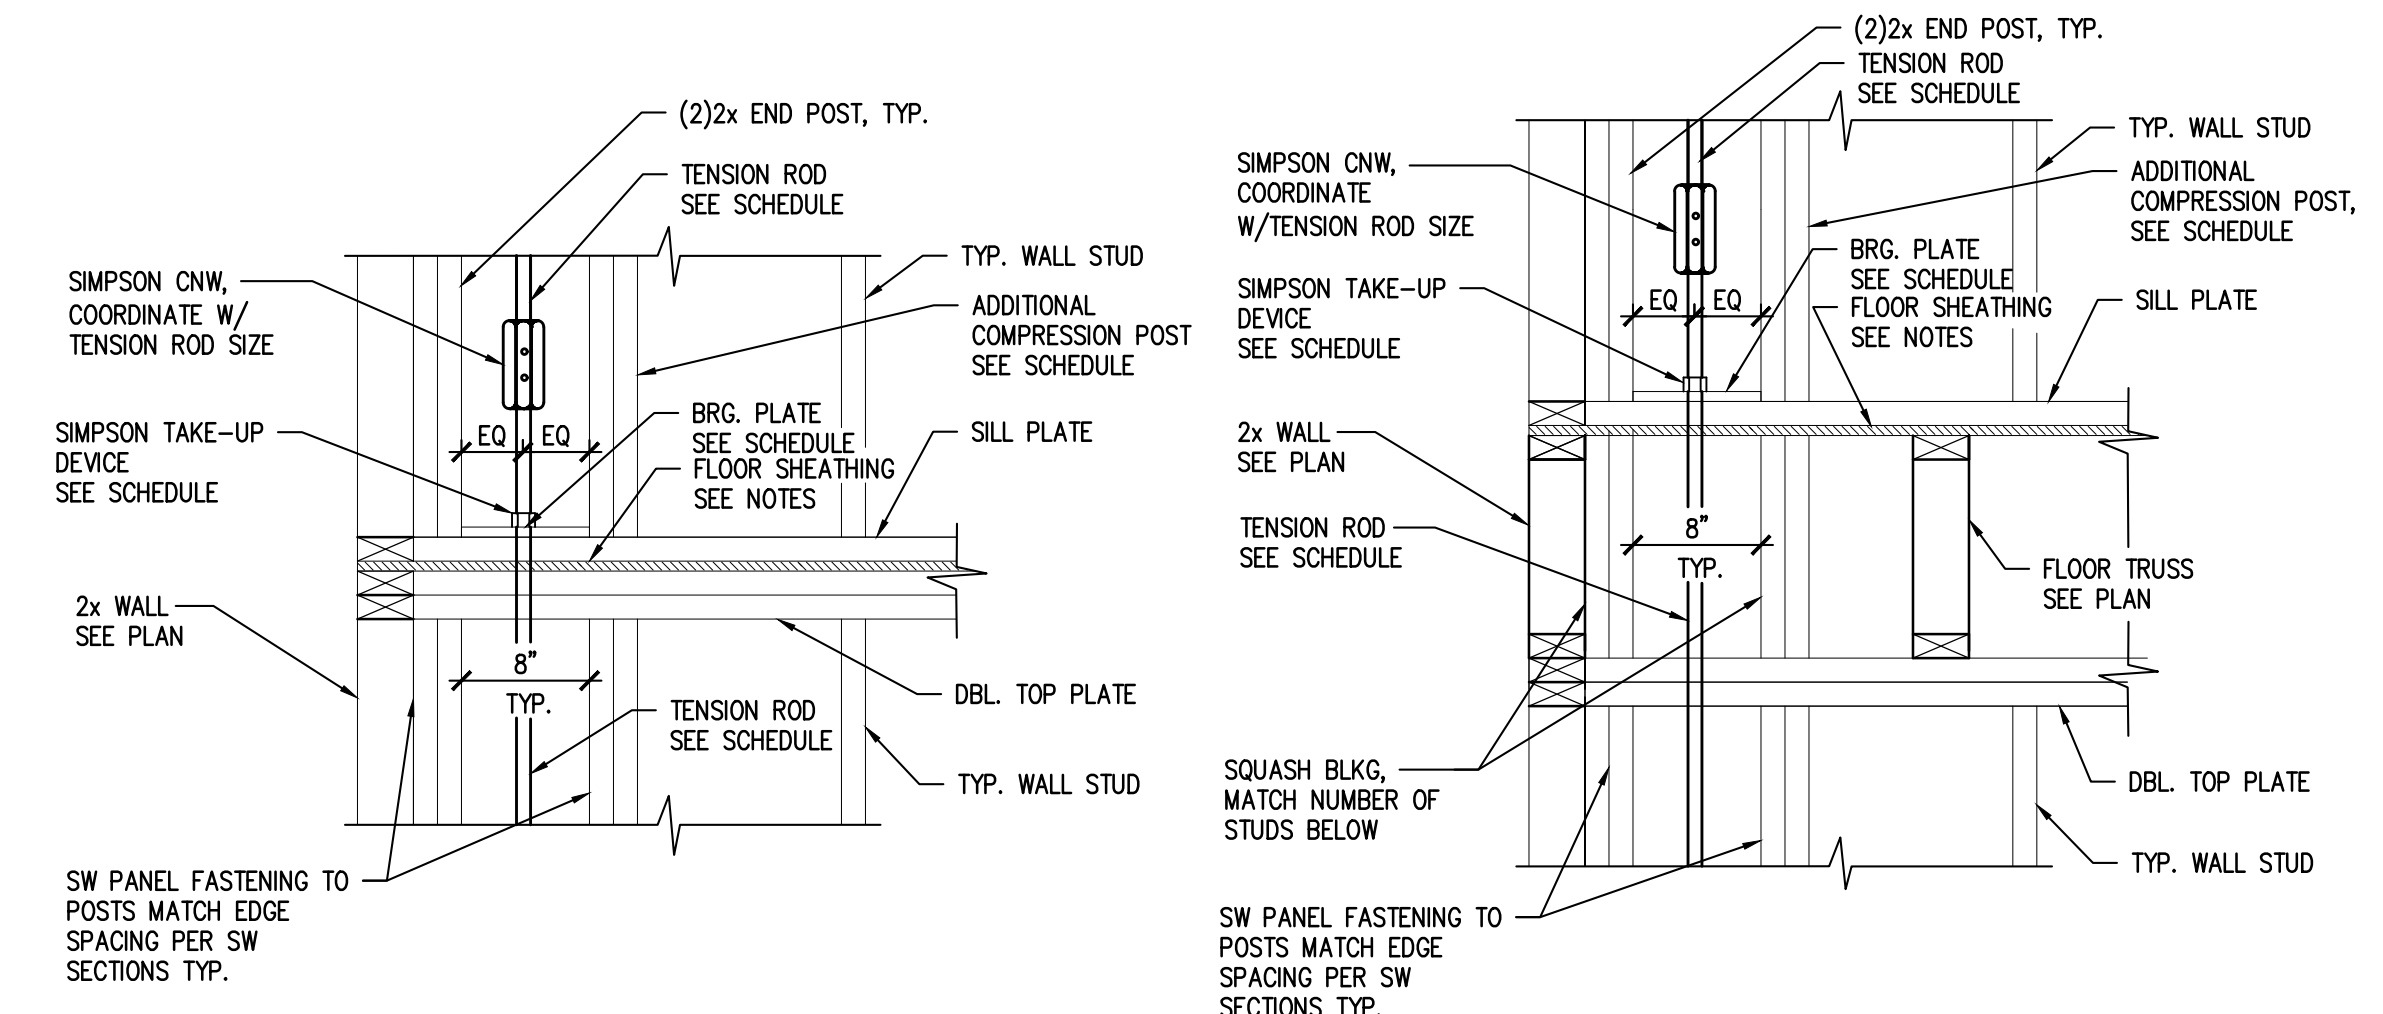 (2)2x END POST, TYP.
TENSION ROD
SEE SCHEDULE
TYP. WALL STUD
SIMPSON CNW,
COORDINATE W/
TENSION ROD SIZE
ADDITIONAL
COMPRESSION POST
SEE SCHEDULE
BRG. PLATE
SEE SCHEDULE
FLOOR SHEATHING
SEE NOTES
SILL PLATE
SIMPSON TAKE-UP
DEVICE
SEE SCHEDULE
EQ EQ
2x WALL
SEE PLAN
8"
TYP.
DBL. TOP PLATE
TENSION ROD
SEE SCHEDULE
TYP. WALL STUD
SW PANEL FASTENING TO
POSTS MATCH EDGE
SPACING PER SW
SECTIONS TYP.
(2)2x END POST, TYP.
TENSION ROD
SEE SCHEDULE
TYP. WALL STUD
SIMPSON CNW,
COORDINATE
W/TENSION ROD SIZE
ADDITIONAL
COMPRESSION POST,
SEE SCHEDULE
BRG. PLATE
SEE SCHEDULE
FLOOR SHEATHING
SEE NOTES
SILL PLATE
SIMPSON TAKE-UP
DEVICE
SEE SCHEDULE
EQ EQ
2x WALL
SEE PLAN
TENSION ROD
SEE SCHEDULE
8"
TYP.
FLOOR TRUSS
SEE PLAN
SQUASH BLKG,
MATCH NUMBER OF
STUDS BELOW
DBL. TOP PLATE
TYP. WALL STUD
SW PANEL FASTENING TO
POSTS MATCH EDGE
SPACING PER SW
SECTIONS TYP.